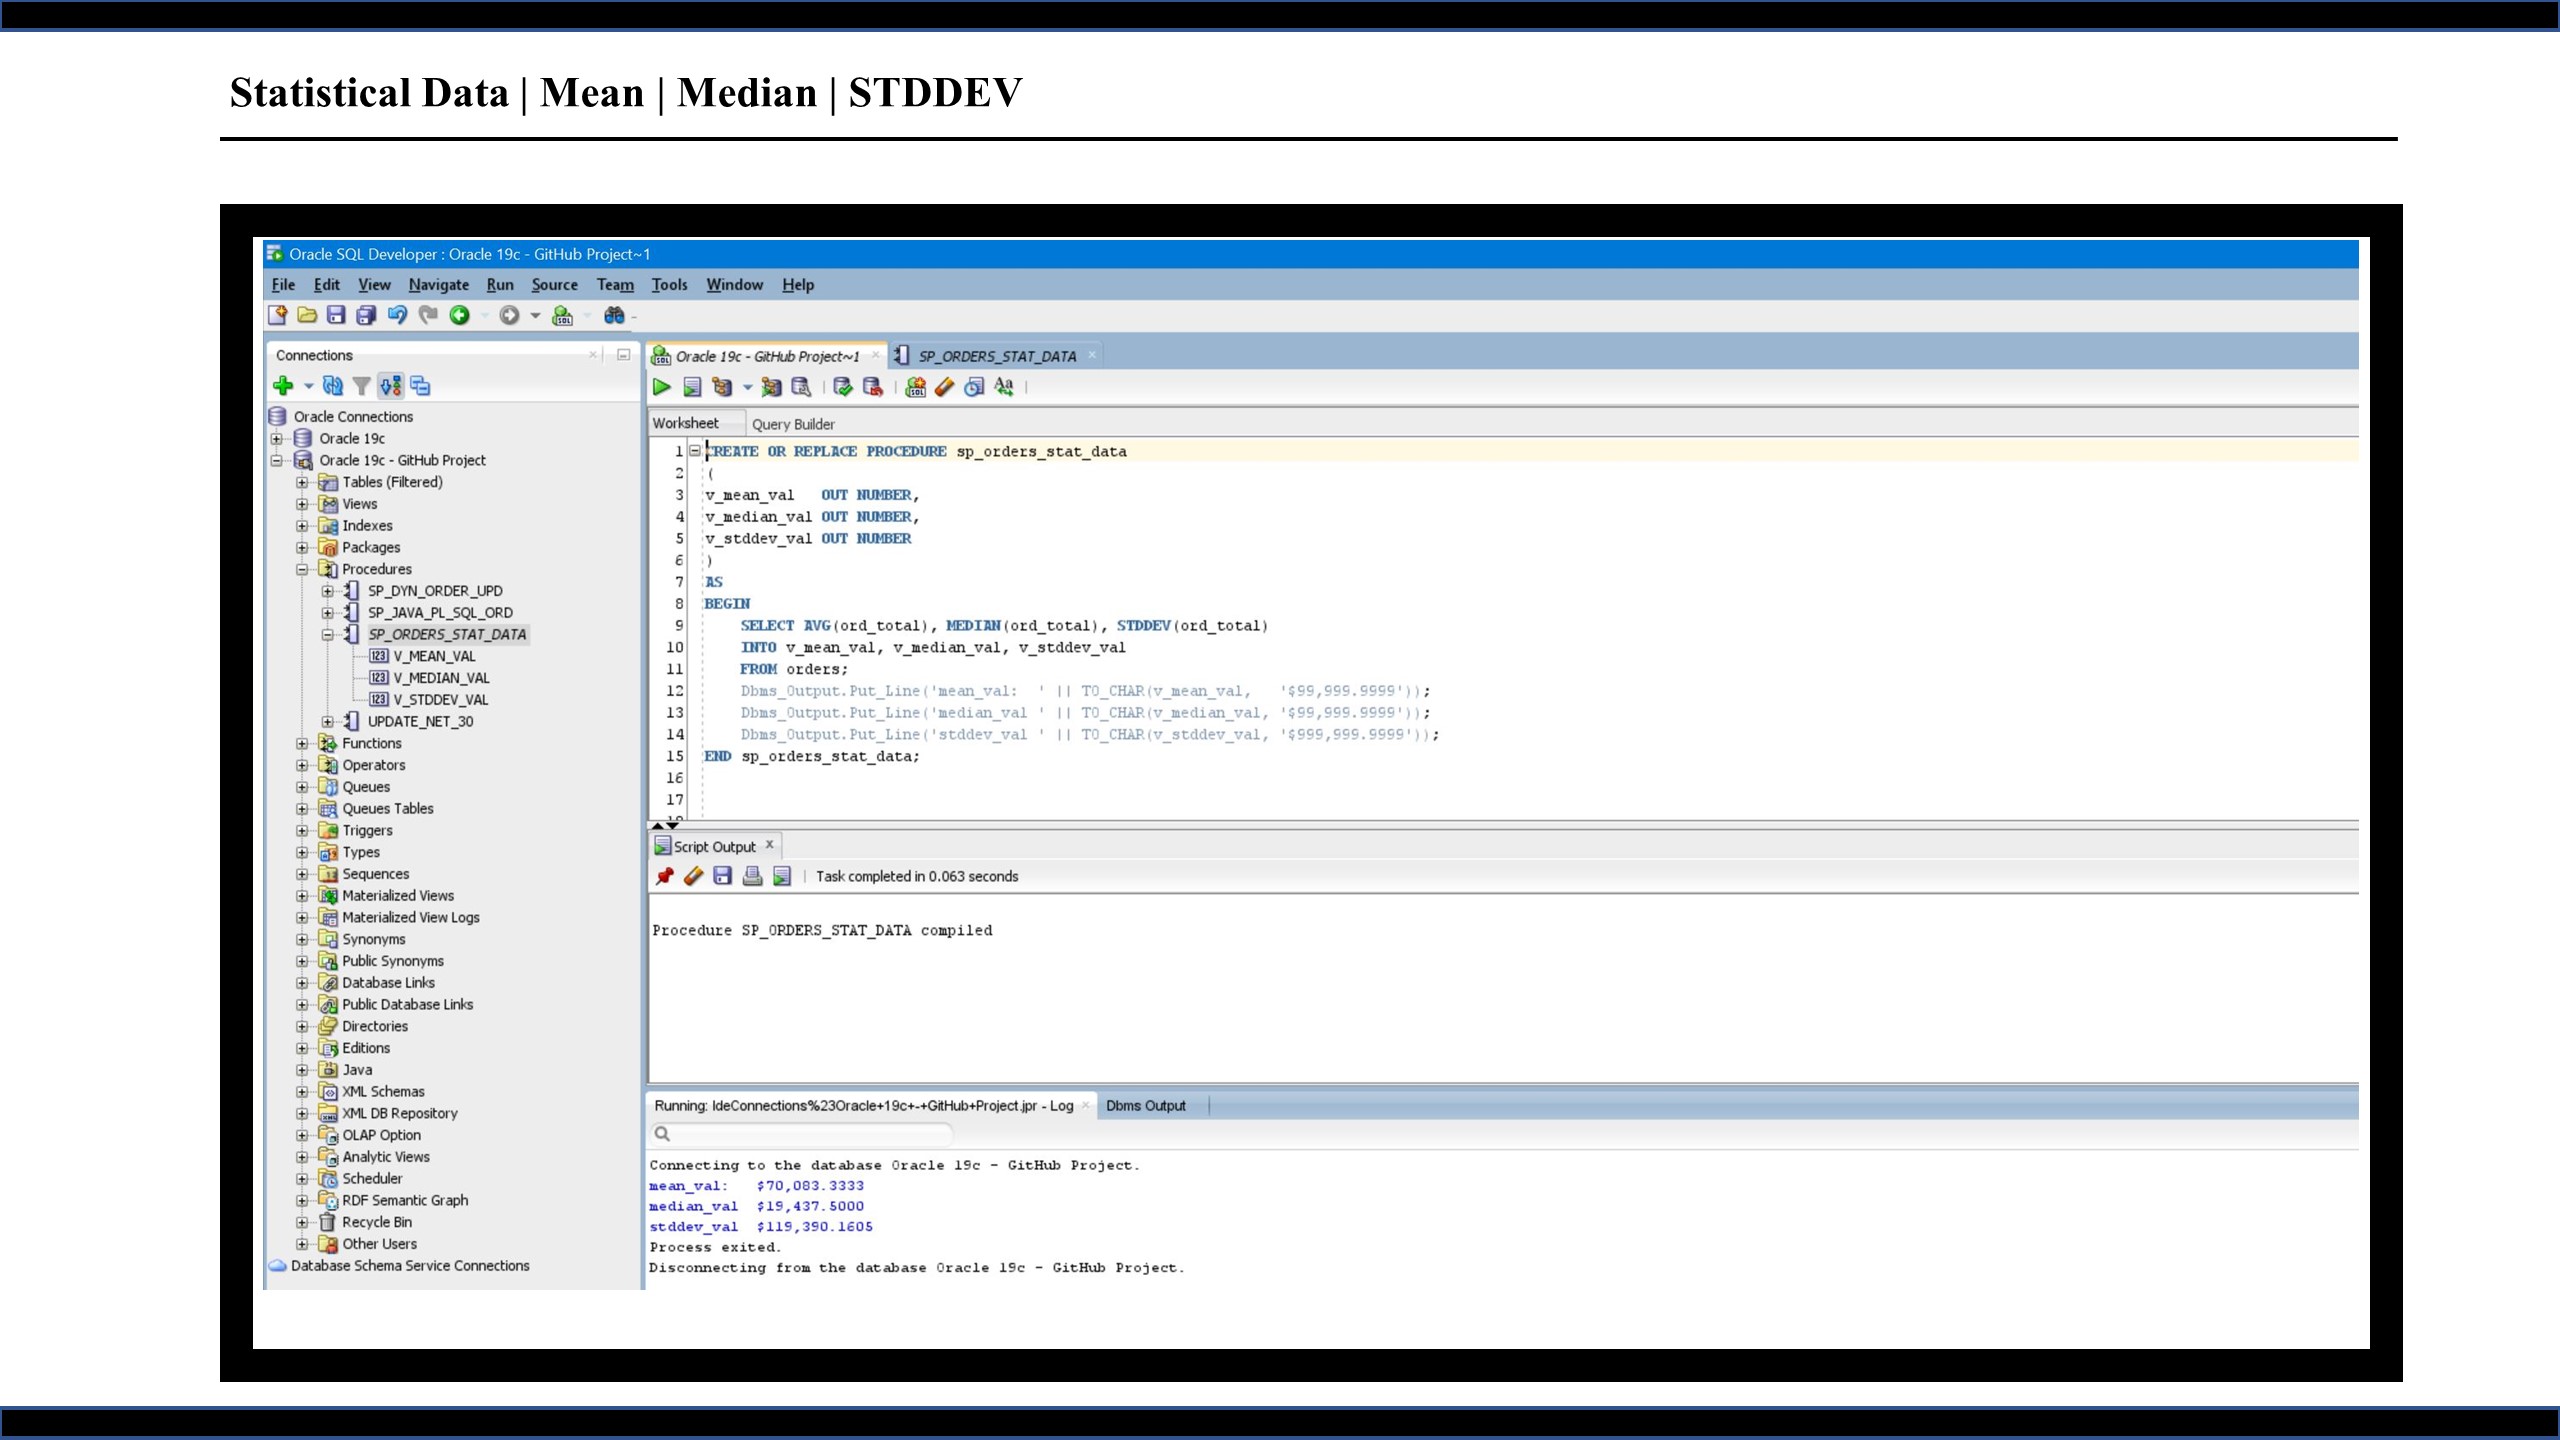 Statistical Data | Mean | Median | STDDEV
Oracle SQL Developer : Oracle 19c - GitHub Project~1
File Edit View Navigate Run Source Team Tools Window Help
Connections
Oracle Connections
Oracle 19c
Oracle 19c - GitHub Project
Tables (Filtered)
Views
Indexes
Packages
Procedures
SP_DYN_ORDER_UPD
SP_JAVA_PL_SQL_ORD
SP_ORDERS_STAT_DATA
V_MEAN_VAL
V_MEDIAN_VAL
V_STDDEV_VAL
UPDATE_NET_30
Functions
Operators
Queues
Queues Tables
Triggers
Types
Sequences
Materialized Views
Materialized View Logs
Synonyms
Public Synonyms
Database Links
Public Database Links
Directories
Editions
Java
XML Schemas
XML DB Repository
OLAP Option
Analytic Views
Scheduler
RDF Semantic Graph
Recycle Bin
Other Users
Database Schema Service Connections
Oracle 19c - GitHub Project~1 SP_ORDERS_STAT_DATA
Worksheet Query Builder
1 CREATE OR REPLACE PROCEDURE sp_orders_stat_data
2 (
3 v_mean_val   OUT NUMBER,
4 v_median_val OUT NUMBER,
5 v_stddev_val OUT NUMBER
6 )
7 AS
8 BEGIN
9     SELECT AVG(ord_total), MEDIAN(ord_total), STDDEV(ord_total)
10     INTO v_mean_val, v_median_val, v_stddev_val
11     FROM orders;
12     Dbms_Output.Put_Line('mean_val:  ' || TO_CHAR(v_mean_val,   '$99,999.9999'));
13     Dbms_Output.Put_Line('median_val ' || TO_CHAR(v_median_val, '$99,999.9999'));
14     Dbms_Output.Put_Line('stddev_val ' || TO_CHAR(v_stddev_val, '$999,999.9999'));
15 END sp_orders_stat_data;
16
17
Script Output
Task completed in 0.063 seconds
Procedure SP_ORDERS_STAT_DATA compiled
Running: IdeConnections%23Oracle+19c+-+GitHub+Project.jpr - Log Dbms Output
Connecting to the database Oracle 19c - GitHub Project.
mean_val:   $70,083.3333
median_val  $19,437.5000
stddev_val  $119,390.1605
Process exited.
Disconnecting from the database Oracle 19c - GitHub Project.